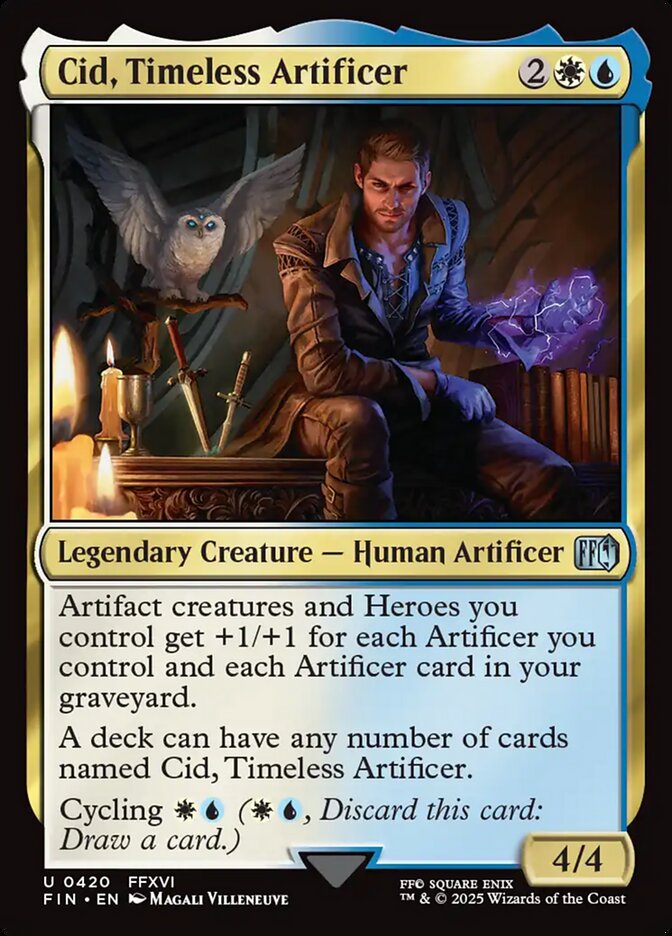 Cid, Timeless Artificer 2
Legendary Creature — Human Artificer FF
Artifact creatures and Heroes you
control get +1/+1 for each Artificer you
control and each Artificer card in your
graveyard.
A deck can have any number of cards
named Cid, Timeless Artificer.
Cycling (, Discard this card:
Draw a card.)
4/4
U 0420 FFXVI
FIN • EN Magali Villeneuve
FF© SQUARE ENIX
™ & © 2025 Wizards of the Coast